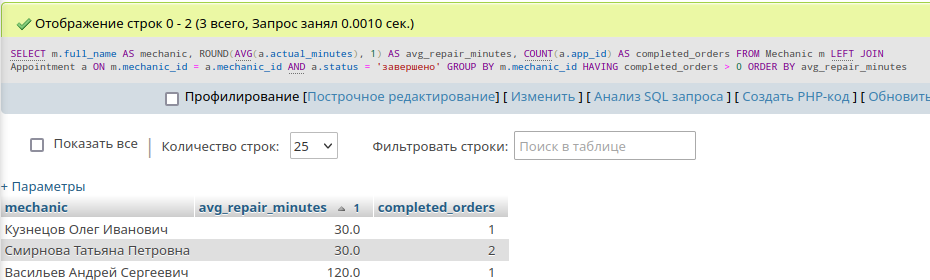 Отображение строк 0 - 2 (3 всего, Запрос занял 0.0010 сек.)
SELECT m.full_name AS mechanic, ROUND(AVG(a.actual_minutes), 1) AS avg_repair_minutes, COUNT(a.app_id) AS completed_orders FROM Mechanic m LEFT JOIN
Appointment a ON m.mechanic_id = a.mechanic_id AND a.status = 'завершено' GROUP BY m.mechanic_id HAVING completed_orders > 0 ORDER BY avg_repair_minutes
Профилирование [Построчное редактирование] [ Изменить ] [ Анализ SQL запроса ] [ Создать PHP-код ] [ Обновить
Показать все Количество строк: 25 Фильтровать строки: Поиск в таблице
+ Параметры
mechanic avg_repair_minutes 1 completed_orders
Кузнецов Олег Иванович 30.0 1
Смирнова Татьяна Петровна 30.0 2
Васильев Андрей Сергеевич 120.0 1